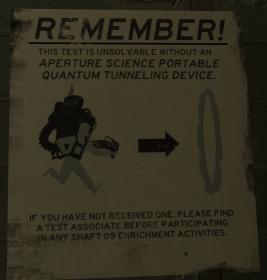 REMEMBER!
THIS TEST IS UNSOLVABLE WITHOUT AN
APERTURE SCIENCE PORTABLE
QUANTUM TUNNELING DEVICE.
IF YOU HAVE NOT RECEIVED ONE, PLEASE FIND
A TEST ASSOCIATE BEFORE PARTICIPATING
IN ANY SHAFT 09 ENRICHMENT ACTIVITIES.